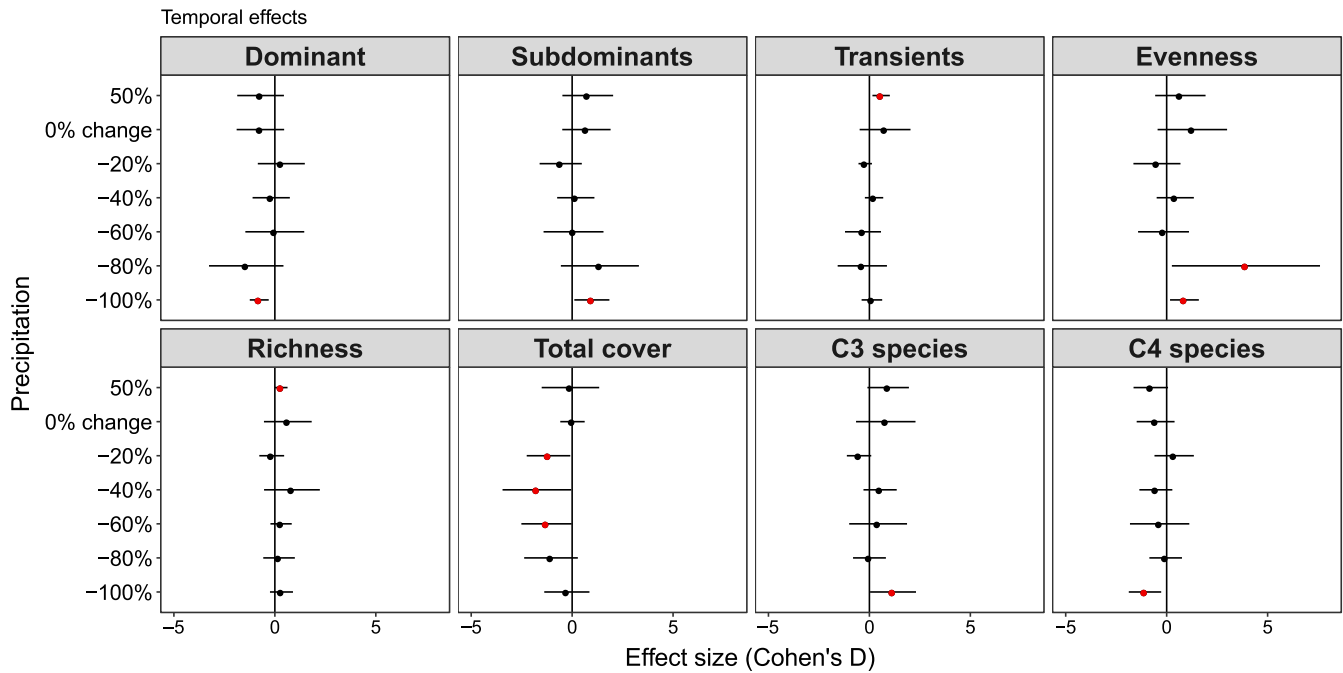 Temporal effects
Dominant Subdominants Transients Evenness
50%
0% change
−20%
−40%
−60%
−80%
−100%
Precipitation
Richness Total cover C3 species C4 species
50%
0% change
−20%
−40%
−60%
−80%
−100%
−5 0 5 −5 0 5 −5 0 5 −5 0 5
Effect size (Cohen's D)